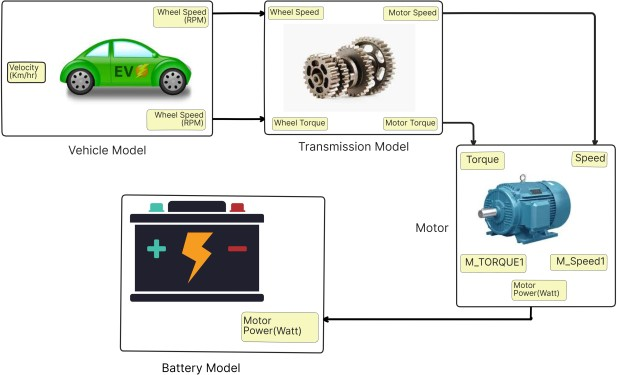 Wheel Speed
(RPM)
Velocity
(Km/hr)
EV
Wheel Speed
(RPM)
Vehicle Model
Wheel Speed
Motor Speed
Wheel Torque
Motor Torque
Transmission Model
Torque
Speed
Motor
M_TORQUE1
M_Speed1
Motor
Power(Watt)
Motor
Power(Watt)
Battery Model